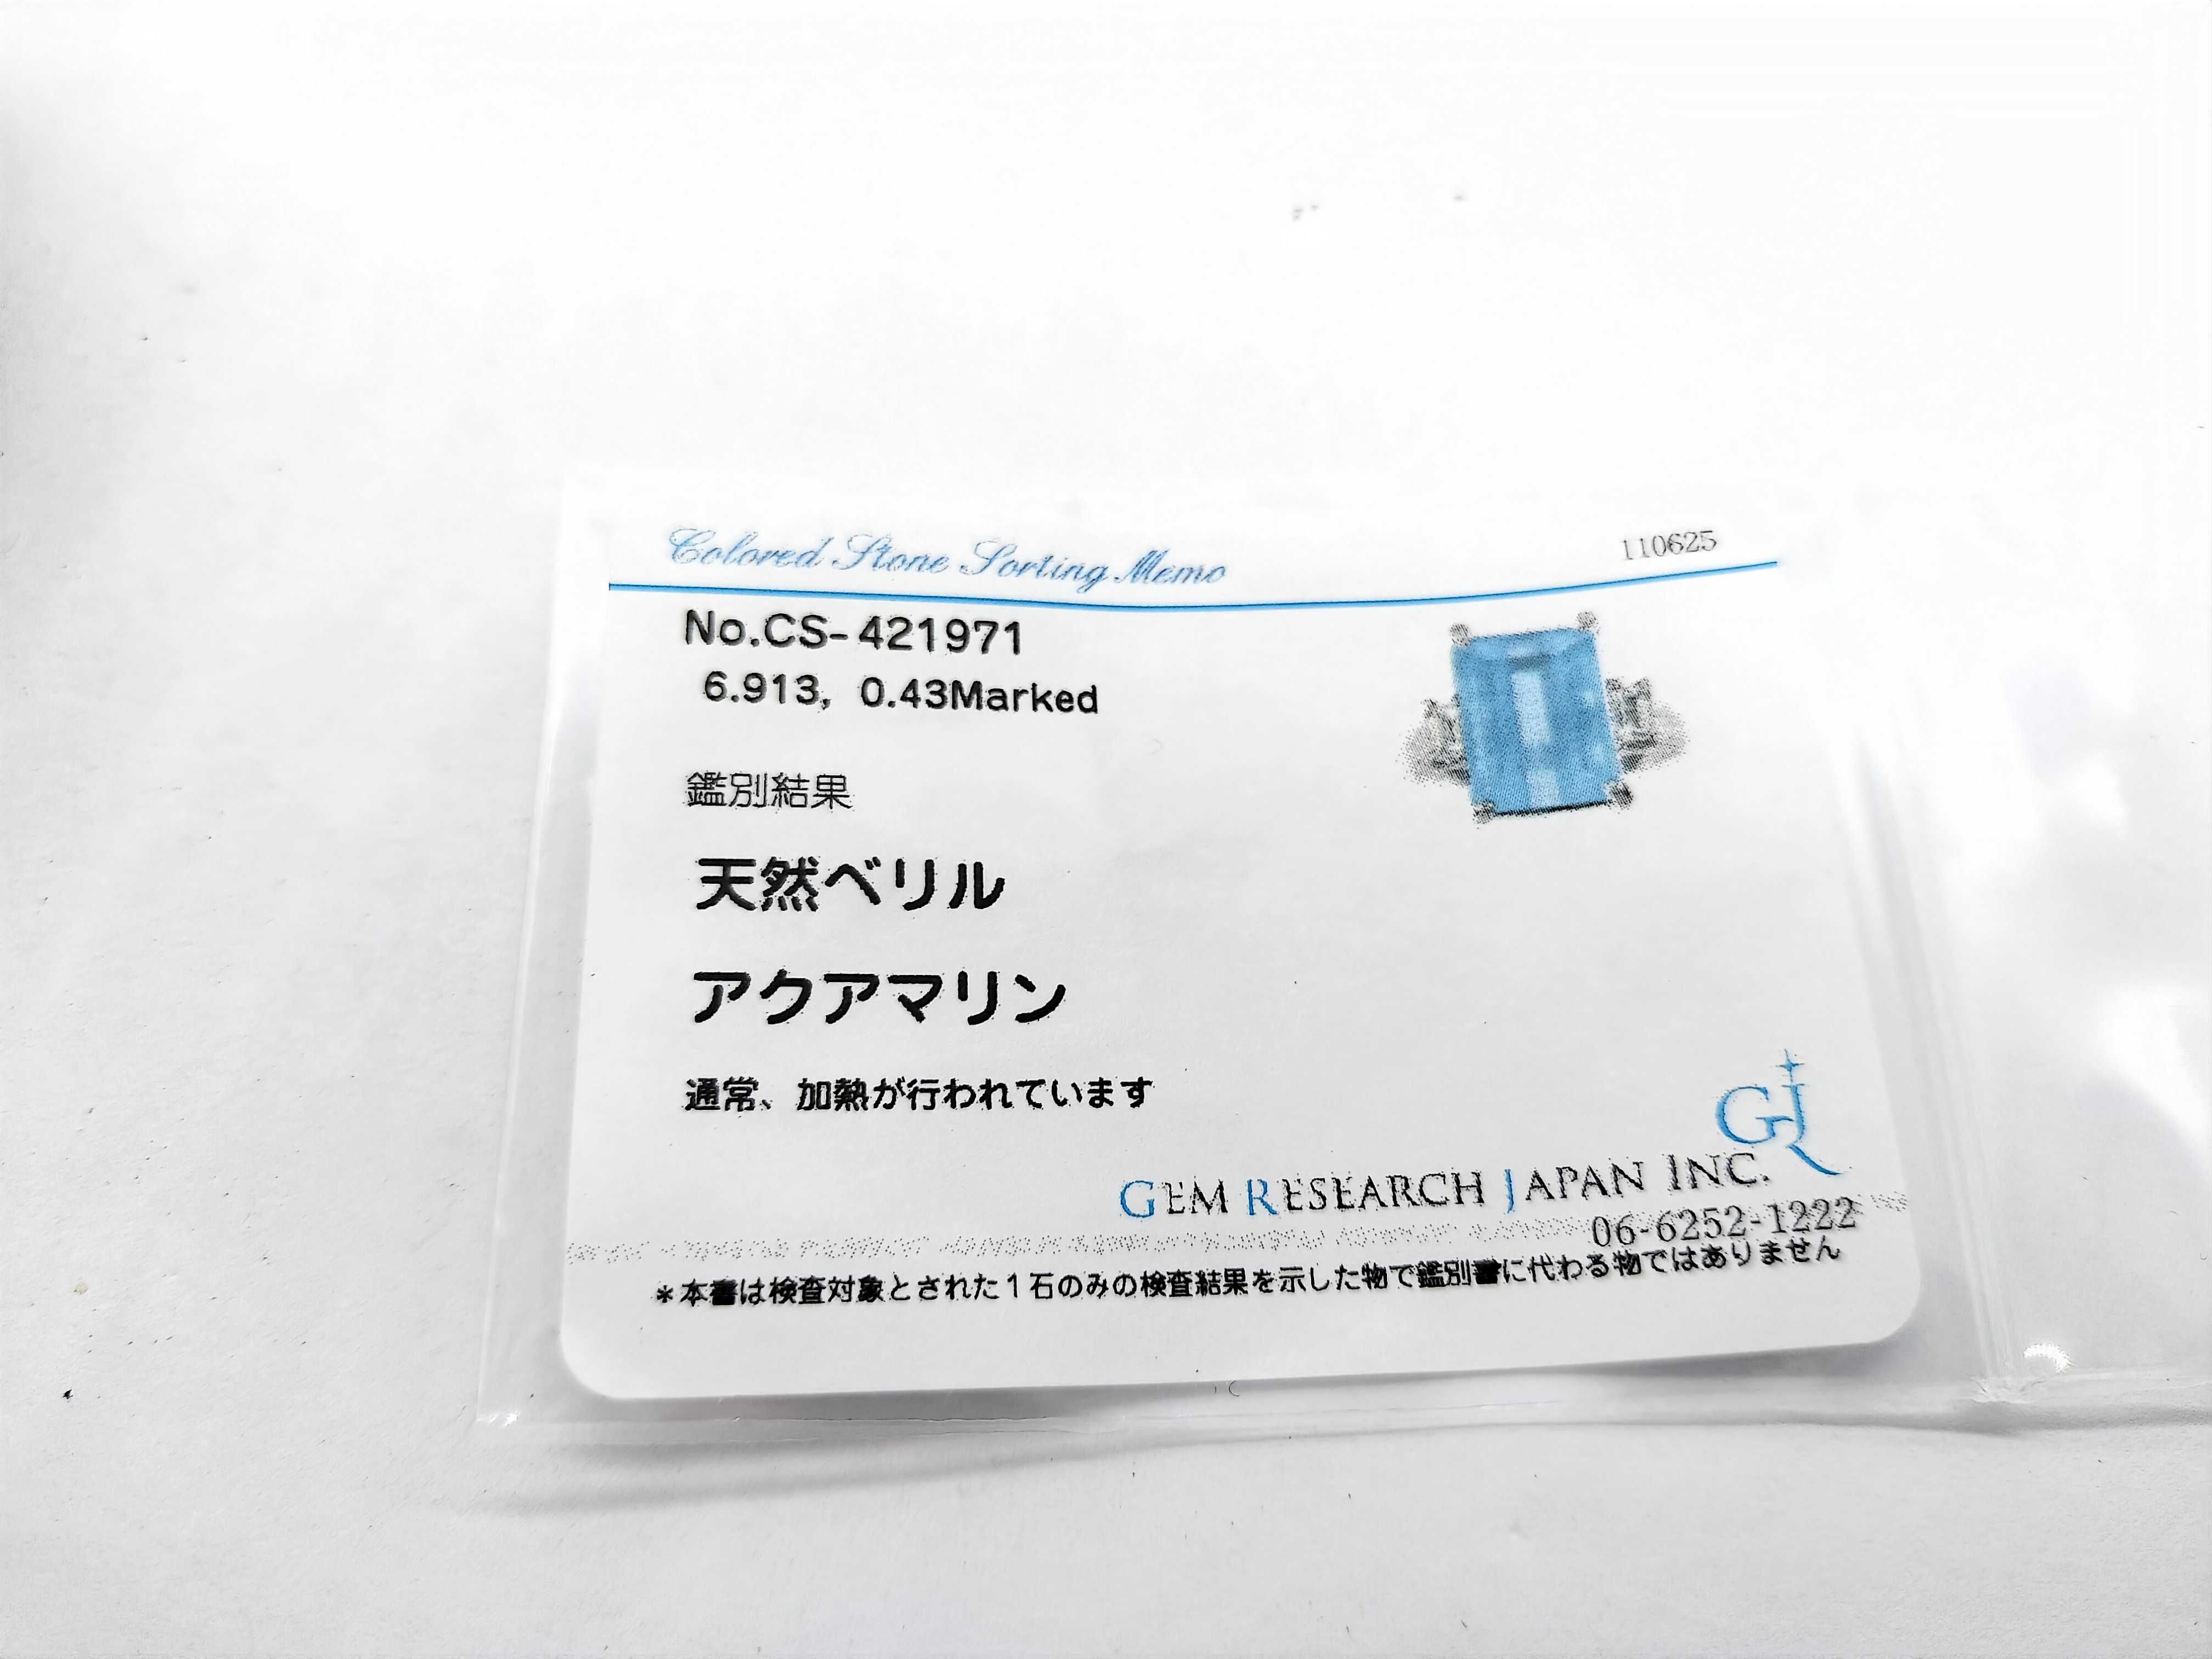 Colored Stone Sorting Memo
110625
No.CS-421971
6.913, 0.43Marked
鑑別結果
天然ベリル
アクアマリン
通常、加熱が行われています
GRJ
GEM RESEARCH JAPAN INC.
06-6252-1222
*本書は検査対象とされた1石のみの検査結果を示した物で鑑別書に代わる物ではありません